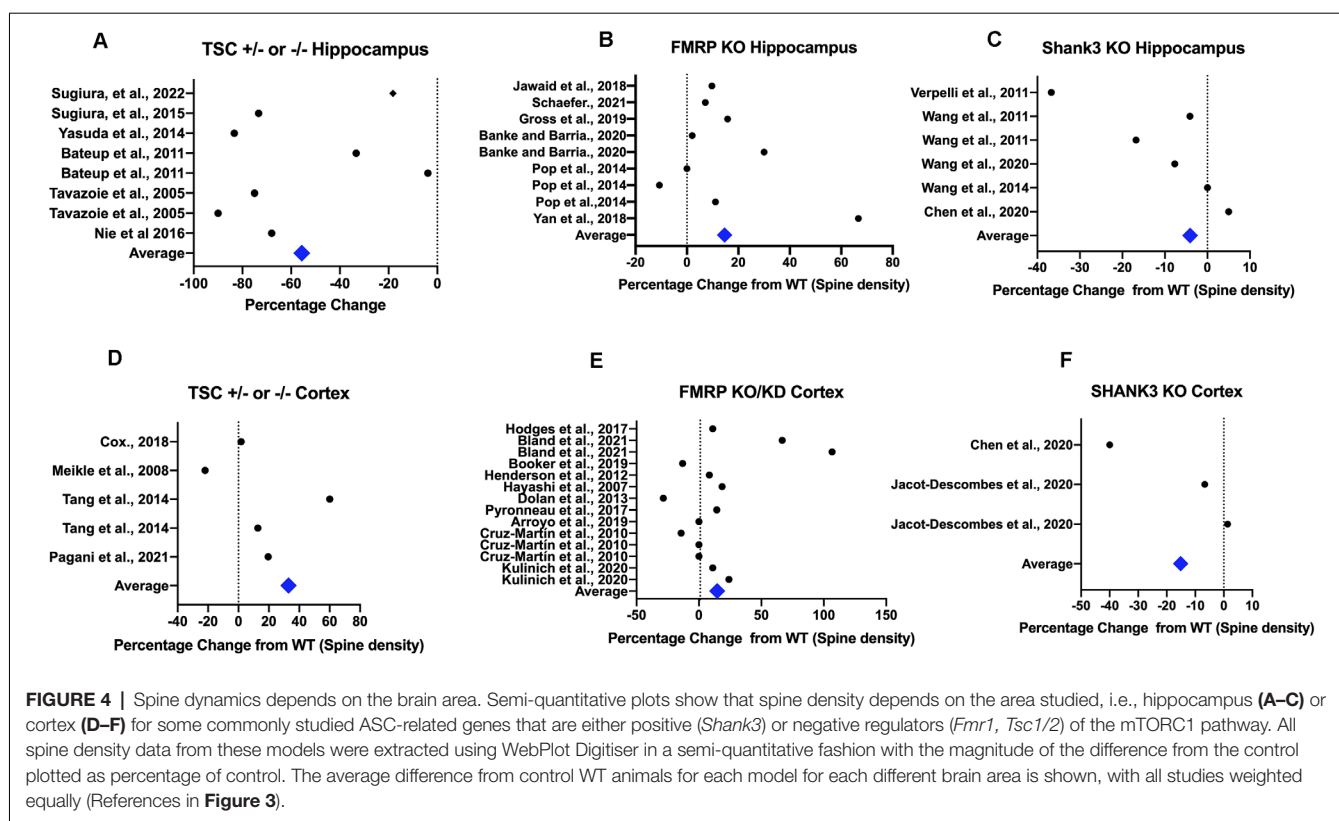 A
TSC +/- or -/- Hippocampus
Sugiura, et al., 2022
Sugiura, et al., 2015
Yasuda et al., 2014
Bateup et al., 2011
Bateup et al., 2011
Tavazoie et al., 2005
Tavazoie et al., 2005
Nie et al 2016
Average
-100 -80 -60 -40 -20 0
Percentage Change
B
FMRP KO Hippocampus
Jawaid et al., 2018
Schaefer., 2021
Gross et al., 2019
Banke and Barria., 2020
Banke and Barria., 2020
Pop et al., 2014
Pop et al., 2014
Pop et al.,2014
Yan et al., 2018
Average
-20 0 20 40 60 80
Percentage Change from WT (Spine density)
C
Shank3 KO Hippocampus
Verpelli et al., 2011
Wang et al., 2011
Wang et al., 2011
Wang et al., 2020
Wang et al., 2014
Chen et al., 2020
Average
-40 -30 -20 -10 0 10
Percentage Change from WT (Spine density)
D
TSC +/- or -/- Cortex
Cox., 2018
Meikle et al., 2008
Tang et al., 2014
Tang et al., 2014
Pagani et al., 2021
Average
-40 -20 0 20 40 60 80
Percentage Change from WT (Spine density)
E
FMRP KO/KD Cortex
Hodges et al., 2017
Bland et al., 2021
Bland et al., 2021
Booker et al., 2019
Henderson et al., 2012
Hayashi et al., 2007
Dolan et al., 2013
Pyronneau et al., 2017
Arroyo et al., 2019
Cruz-Martín et al., 2010
Cruz-Martín et al., 2010
Cruz-Martín et al., 2010
Kulinich et al., 2020
Kulinich et al., 2020
Average
-50 0 50 100 150
Percentage Change from WT (Spine density)
F
SHANK3 KO Cortex
Chen et al., 2020
Jacot-Descombes et al., 2020
Jacot-Descombes et al., 2020
Average
-50 -40 -30 -20 -10 0 10
Percentage Change from WT (Spine density)
FIGURE 4 | Spine dynamics depends on the brain area. Semi-quantitative plots show that spine density depends on the area studied, i.e., hippocampus (A–C) or
cortex (D–F) for some commonly studied ASC-related genes that are either positive (Shank3) or negative regulators (Fmr1, Tsc1/2) of the mTORC1 pathway. All
spine density data from these models were extracted using WebPlot Digitiser in a semi-quantitative fashion with the magnitude of the difference from the control
plotted as percentage of control. The average difference from control WT animals for each model for each different brain area is shown, with all studies weighted
equally (References in Figure 3).